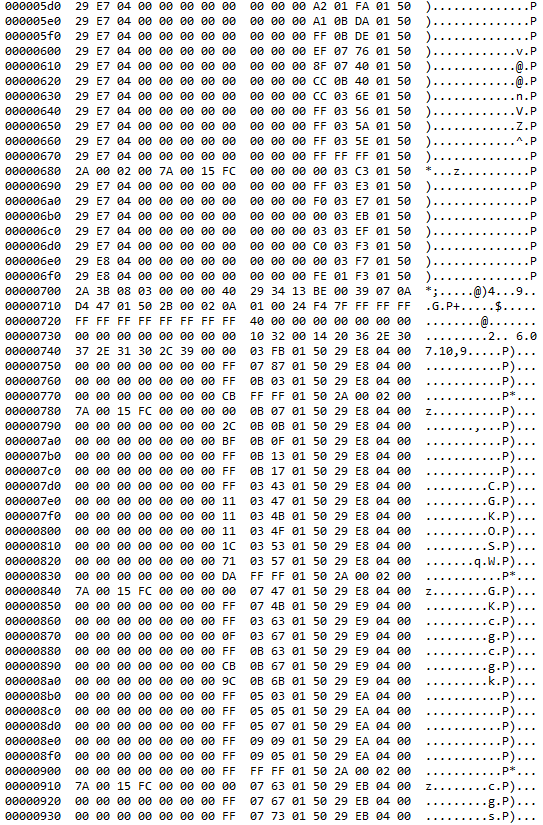 000005d0 29 E7 04 00 00 00 00 00 00 00 00 A2 01 FA 01 50 )..............P
000005e0 29 E7 04 00 00 00 00 00 00 00 00 A1 0B DA 01 50 )..............P
000005f0 29 E7 04 00 00 00 00 00 00 00 00 FF 0B DE 01 50 )..............P
00000600 29 E7 04 00 00 00 00 00 00 00 00 EF 07 76 01 50 )............v.P
00000610 29 E7 04 00 00 00 00 00 00 00 00 8F 07 40 01 50 )............@.P
00000620 29 E7 04 00 00 00 00 00 00 00 00 CC 0B 40 01 50 )............@.P
00000630 29 E7 04 00 00 00 00 00 00 00 00 CC 03 6E 01 50 )............n.P
00000640 29 E7 04 00 00 00 00 00 00 00 00 FF 03 56 01 50 )............V.P
00000650 29 E7 04 00 00 00 00 00 00 00 00 FF 03 5A 01 50 )............Z.P
00000660 29 E7 04 00 00 00 00 00 00 00 00 FF 03 5E 01 50 )............^.P
00000670 29 E7 04 00 00 00 00 00 00 00 00 FF FF FF 01 50 )..............P
00000680 2A 00 02 00 7A 00 15 FC 00 00 00 00 03 C3 01 50 *...z..........P
00000690 29 E7 04 00 00 00 00 00 00 00 00 FF 03 E3 01 50 )..............P
000006a0 29 E7 04 00 00 00 00 00 00 00 00 F0 03 E7 01 50 )..............P
000006b0 29 E7 04 00 00 00 00 00 00 00 00 00 03 EB 01 50 )..............P
000006c0 29 E7 04 00 00 00 00 00 00 00 00 00 03 EF 01 50 )..............P
000006d0 29 E7 04 00 00 00 00 00 00 00 00 C0 03 F3 01 50 )..............P
000006e0 29 E8 04 00 00 00 00 00 00 00 00 00 03 F7 01 50 )..............P
000006f0 29 E8 04 00 00 00 00 00 00 00 00 FE 01 F3 01 50 )..............P
00000700 2A 3B 08 03 00 00 00 40 29 34 13 BE 00 39 07 0A *;.....@)4...9..
00000710 D4 47 01 50 2B 00 02 0A 01 00 24 F4 7F FF FF FF .G.P+.....$.....
00000720 FF FF FF FF FF FF FF FF 40 00 00 00 00 00 00 00 ........@.......
00000730 00 00 00 00 00 00 00 00 10 32 00 14 20 36 2E 30 .........2.. 6.0
00000740 37 2E 31 30 2C 39 00 00 03 FB 01 50 29 E8 04 00 7.10,9.....P)...
00000750 00 00 00 00 00 00 00 FF 07 87 01 50 29 E8 04 00 ...........P)...
00000760 00 00 00 00 00 00 00 FF 0B 03 01 50 29 E8 04 00 ...........P)...
00000770 00 00 00 00 00 00 00 CB FF FF 01 50 2A 00 02 00 ...........P*...
00000780 7A 00 15 FC 00 00 00 00 0B 07 01 50 29 E8 04 00 z..........P)...
00000790 00 00 00 00 00 00 00 2C 0B 0B 01 50 29 E8 04 00 .......,...P)...
000007a0 00 00 00 00 00 00 00 BF 0B 0F 01 50 29 E8 04 00 ...........P)...
000007b0 00 00 00 00 00 00 00 FF 0B 13 01 50 29 E8 04 00 ...........P)...
000007c0 00 00 00 00 00 00 00 FF 0B 17 01 50 29 E8 04 00 ...........P)...
000007d0 00 00 00 00 00 00 00 FF 03 43 01 50 29 E8 04 00 .........C.P)...
000007e0 00 00 00 00 00 00 00 11 03 47 01 50 29 E8 04 00 .........G.P)...
000007f0 00 00 00 00 00 00 00 11 03 4B 01 50 29 E8 04 00 .........K.P)...
00000800 00 00 00 00 00 00 00 11 03 4F 01 50 29 E8 04 00 .........O.P)...
00000810 00 00 00 00 00 00 00 1C 03 53 01 50 29 E8 04 00 .........S.P)...
00000820 00 00 00 00 00 00 00 71 03 57 01 50 29 E8 04 00 .......q.W.P)...
00000830 00 00 00 00 00 00 00 DA FF FF 01 50 2A 00 02 00 ...........P*...
00000840 7A 00 15 FC 00 00 00 00 07 47 01 50 29 E8 04 00 z........G.P)...
00000850 00 00 00 00 00 00 00 FF 07 4B 01 50 29 E9 04 00 .........K.P)...
00000860 00 00 00 00 00 00 00 FF 03 63 01 50 29 E9 04 00 .........c.P)...
00000870 00 00 00 00 00 00 00 0F 03 67 01 50 29 E9 04 00 .........g.P)...
00000880 00 00 00 00 00 00 00 FF 0B 63 01 50 29 E9 04 00 .........c.P)...
00000890 00 00 00 00 00 00 00 CB 0B 67 01 50 29 E9 04 00 .........g.P)...
000008a0 00 00 00 00 00 00 00 9C 0B 6B 01 50 29 E9 04 00 .........k.P)...
000008b0 00 00 00 00 00 00 00 FF 05 03 01 50 29 EA 04 00 ...........P)...
000008c0 00 00 00 00 00 00 00 FF 05 05 01 50 29 EA 04 00 ...........P)...
000008d0 00 00 00 00 00 00 00 FF 05 07 01 50 29 EA 04 00 ...........P)...
000008e0 00 00 00 00 00 00 00 FF 09 09 01 50 29 EA 04 00 ...........P)...
000008f0 00 00 00 00 00 00 00 FF 09 05 01 50 29 EA 04 00 ...........P)...
00000900 00 00 00 00 00 00 00 FF FF FF 01 50 2A 00 02 00 ...........P*...
00000910 7A 00 15 FC 00 00 00 00 07 63 01 50 29 EB 04 00 z........c.P)...
00000920 00 00 00 00 00 00 00 FF 07 67 01 50 29 EB 04 00 .........g.P)...
00000930 00 00 00 00 00 00 00 FF 07 73 01 50 29 EB 04 00 .........s.P)...